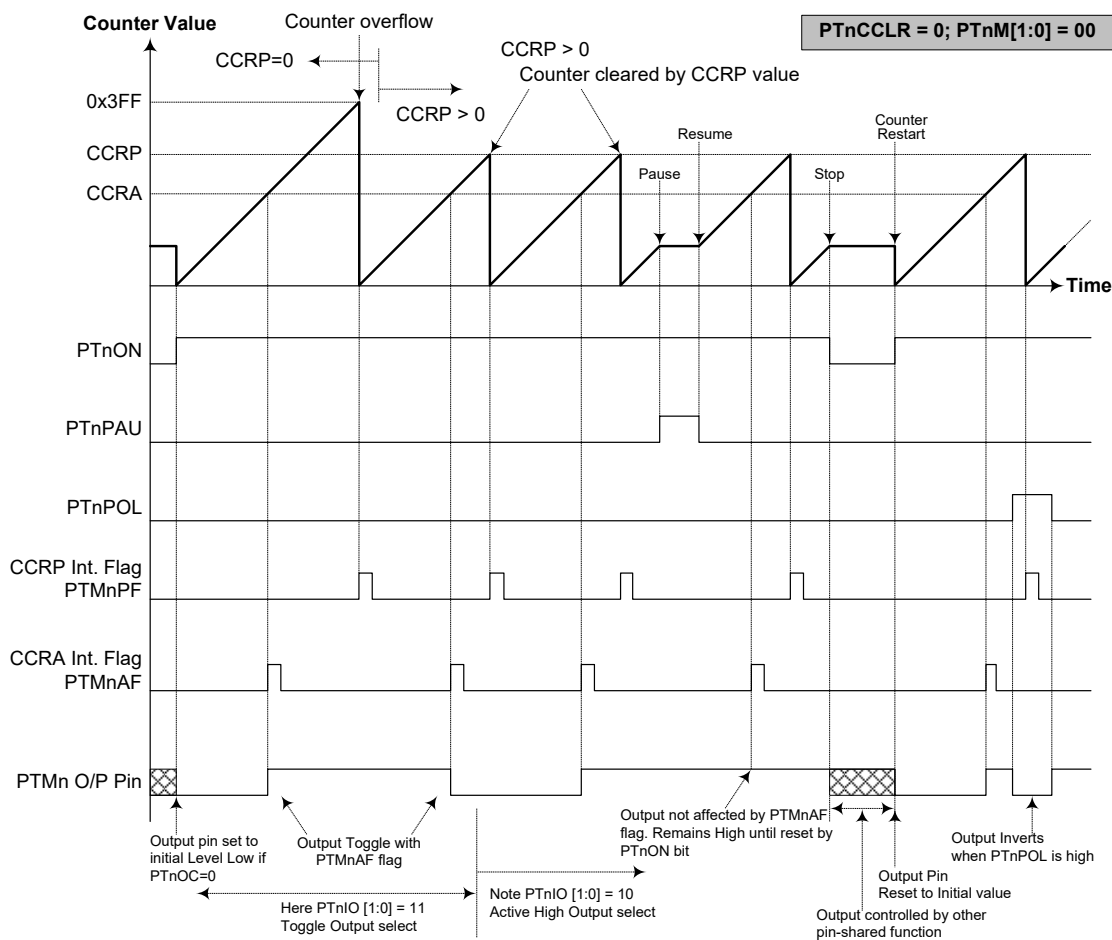 Counter Value
Counter overflow
PTnCCLR = 0; PTnM[1:0] = 00
CCRP=0
CCRP > 0
CCRP > 0
Counter cleared by CCRP value
0x3FF
CCRP
CCRA
Pause
Resume
Stop
Counter
Restart
Time
PTnON
PTnPAU
PTnPOL
CCRP Int. Flag
PTMnPF
CCRA Int. Flag
PTMnAF
PTMn O/P Pin
Output pin set to
initial Level Low if
PTnOC=0
Output Toggle with
PTMnAF flag
Here PTnIO [1:0] = 11
Toggle Output select
Note PTnIO [1:0] = 10
Active High Output select
Output not affected by PTMnAF
flag. Remains High until reset by
PTnON bit
Output controlled by other
pin-shared function
Output Pin
Reset to Initial value
Output Inverts
when PTnPOL is high